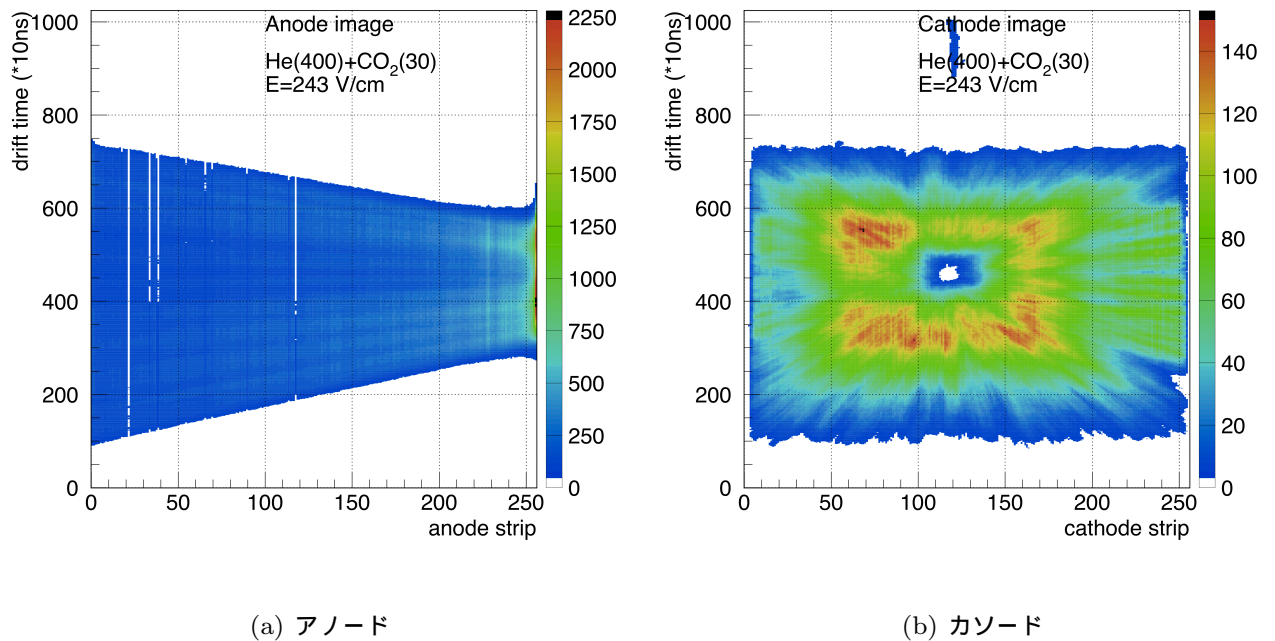 Anode image
He(400)+CO₂(30)
E=243 V/cm
drift time (*10ns)
1000
800
600
400
200
0
0 50 100 150 200 250
anode strip
2250
2000
1750
1500
1250
1000
750
500
250
0
(a) アノード
Cathode image
He(400)+CO₂(30)
E=243 V/cm
drift time (*10ns)
1000
800
600
400
200
0
0 50 100 150 200 250
cathode strip
140
120
100
80
60
40
20
0
(b) カソード